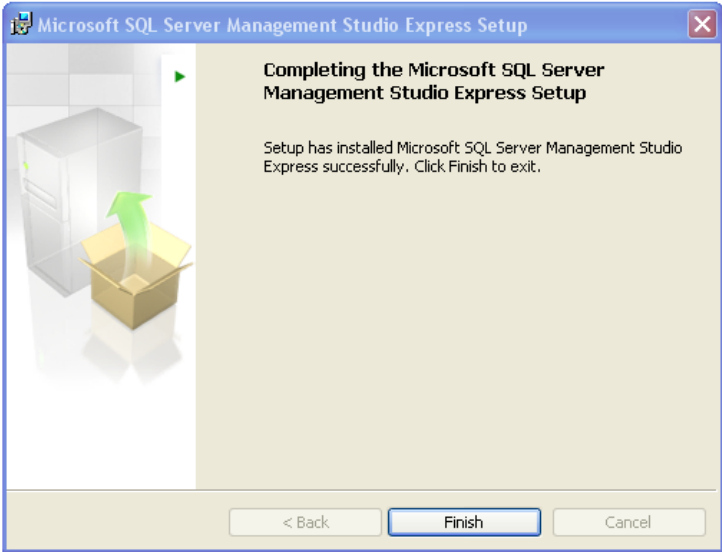 Microsoft SQL Server Management Studio Express Setup
Completing the Microsoft SQL Server
Management Studio Express Setup
Setup has installed Microsoft SQL Server Management Studio
Express successfully. Click Finish to exit.
< Back
Finish
Cancel